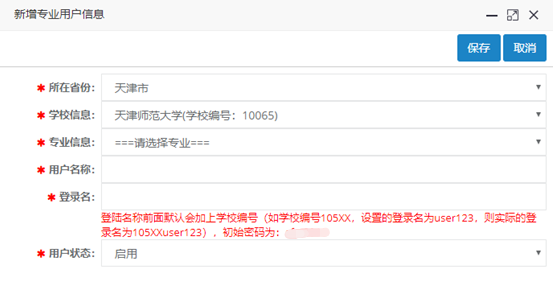 新增专业用户信息
保存 取消
* 所在省份： 天津市
* 学校信息： 天津师范大学(学校编号：10065)
* 专业信息： ===请选择专业===
* 用户名称：
* 登录名：
登陆名称前面默认会加上学校编号（如学校编号105XX，设置的登录名为user123，则实际的登
录名为105XXuser123），初始密码为：
* 用户状态： 启用